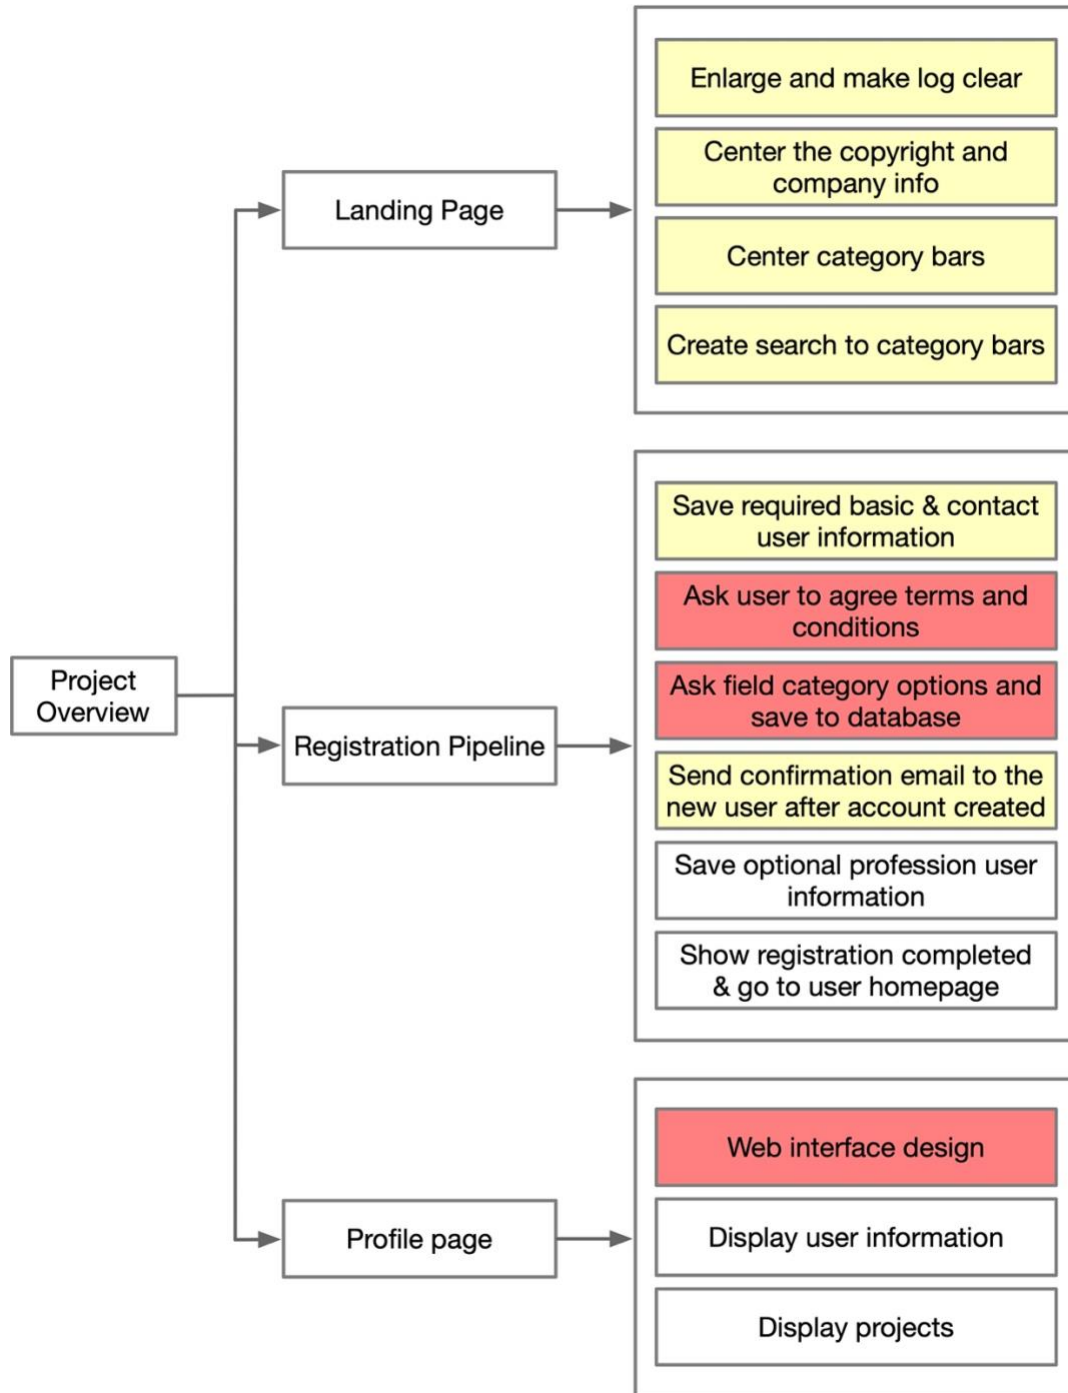 Project
Overview
Landing Page
Enlarge and make log clear
Center the copyright and
company info
Center category bars
Create search to category bars
Registration Pipeline
Save required basic & contact
user information
Ask user to agree terms and
conditions
Ask field category options and
save to database
Send confirmation email to the
new user after account created
Save optional profession user
information
Show registration completed
& go to user homepage
Profile page
Web interface design
Display user information
Display projects